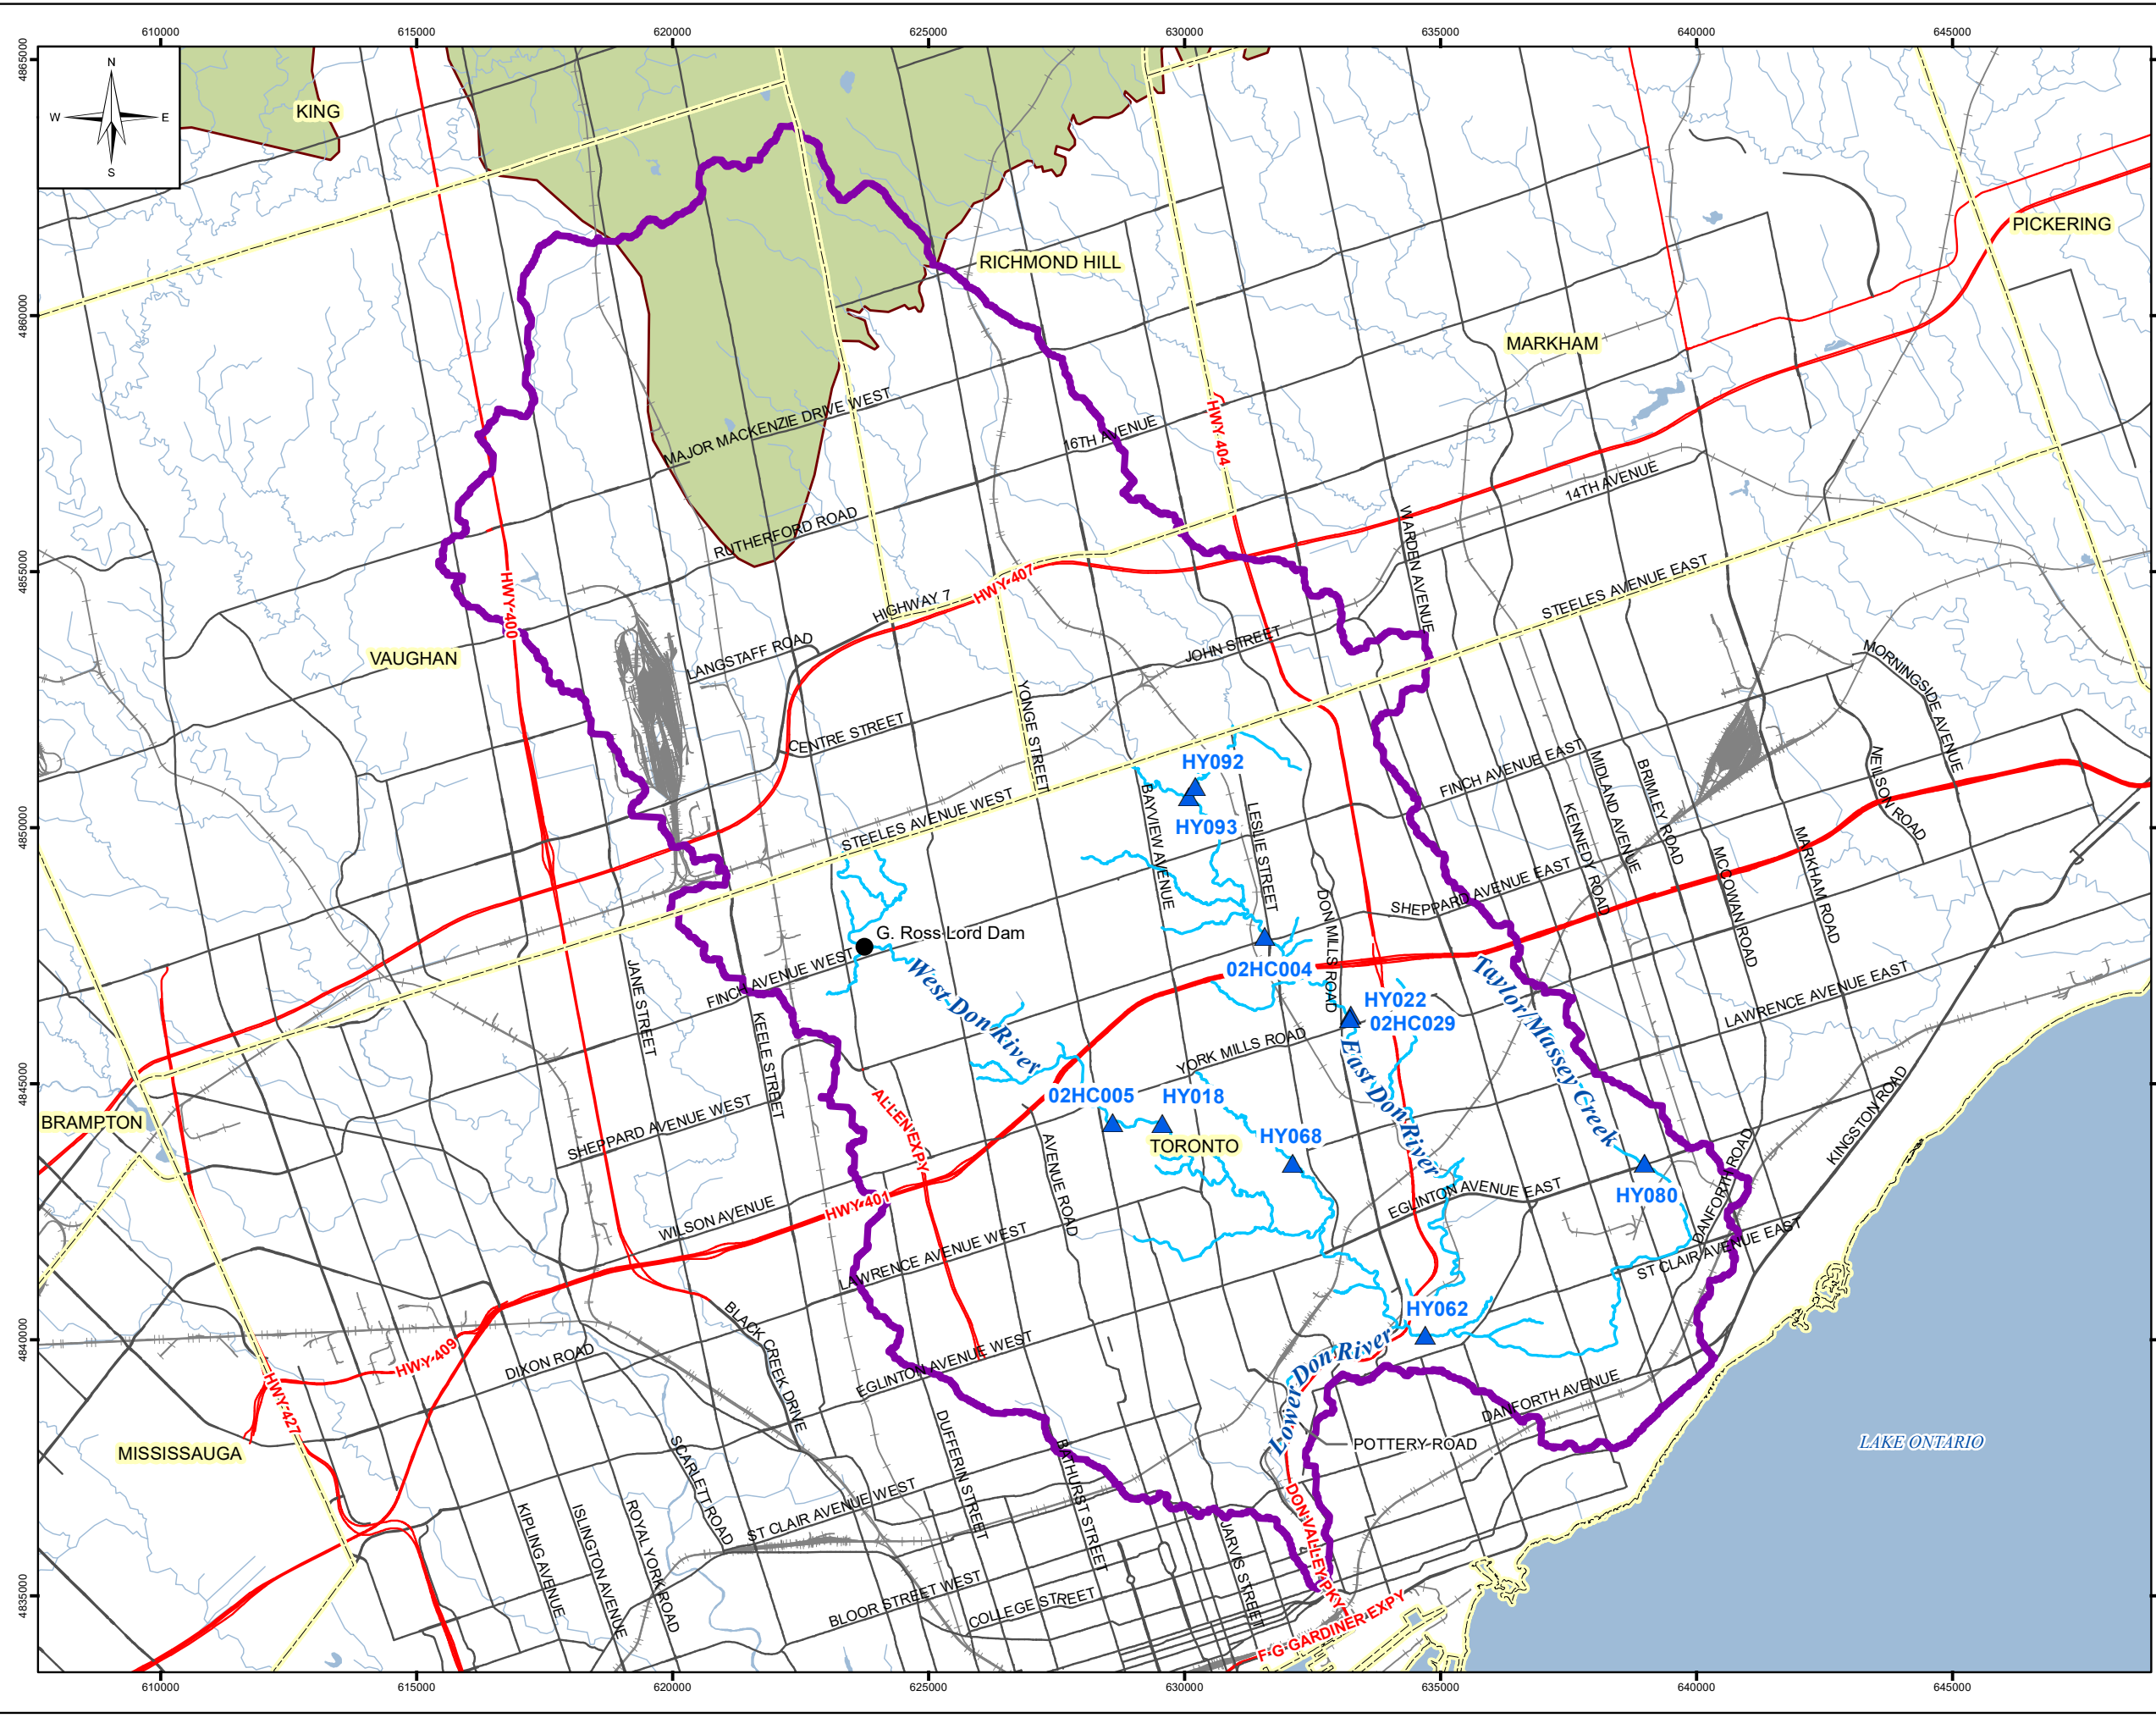 610000 615000 620000 625000 630000 635000 640000 645000
4865000
4860000
4855000
4850000
4845000
4840000
4835000
N
W E
S
KING
PICKERING
RICHMOND HILL
MARKHAM
MAJOR MACKENZIE DRIVE WEST
16TH AVENUE
HWY 404
14TH AVENUE
RUTHERFORD ROAD
WARDEN AVENUE
HWY 400
HIGHWAY 7
HWY 407
STEELES AVENUE EAST
VAUGHAN
LANGSTAFF ROAD
JOHN STREET
MORNINGSIDE AVENUE
CENTRE STREET
YONGE STREET
HY092
FINCH AVENUE EAST
STEELES AVENUE WEST
BAYVIEW AVENUE
HY093
LESLIE STREET
MIDLAND AVENUE
BRIMLEY ROAD
NEILSON ROAD
KENNEDY ROAD
MCCOWAN ROAD
MARKHAM ROAD
SHEPPARD AVENUE EAST
DON MILLS ROAD
G. Ross Lord Dam
FINCH AVENUE WEST
West Don River
02HC004
Taylor/Massey Creek
LAWRENCE AVENUE EAST
JANE STREET
KEELE STREET
HY022
02HC029
YORK MILLS ROAD
East Don River
BRAMPTON
SHEPPARD AVENUE WEST
ALLEN EXPY
02HC005
HY018
TORONTO
HY068
KINGSTON ROAD
DANFORTH ROAD
HY080
AVENUE ROAD
EGLINTON AVENUE EAST
WILSON AVENUE
HWY 401
LAWRENCE AVENUE WEST
ST CLAIR AVENUE EAST
BLACK CREEK DRIVE
HY062
Lower Don River
HWY 409
DIXON ROAD
EGLINTON AVENUE WEST
HWY 427
DANFORTH AVENUE
MISSISSAUGA
SCARLETT ROAD
DUFFERIN STREET
BATHURST STREET
POTTERY ROAD
LAKE ONTARIO
KIPLING AVENUE
ISLINGTON AVENUE
ROYAL YORK ROAD
ST CLAIR AVENUE WEST
JARVIS STREET
DON VALLEY PKWY
BLOOR STREET WEST
COLLEGE STREET
F G GARDINER EXPY
610000 615000 620000 625000 630000 635000 640000 645000